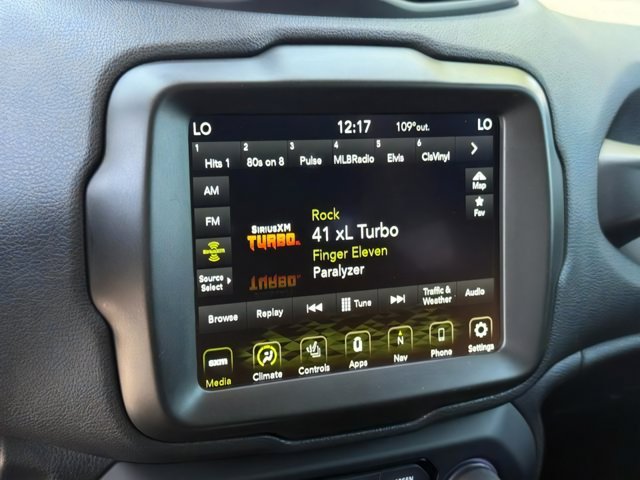 LO 12:17 109°out. LO
1 2 3 4 5 6
Hits 1 80s on 8 Pulse MLBRadio Elvis ClsVinyl
AM
Map
FM
Fav
Rock
SIRIUSXM
TURBO
41 xL Turbo
SIRIUSXM
Finger Eleven
Paralyzer
Source
Select
Browse Replay Tune Traffic &
Weather Audio
sxm N
Media Climate Controls Apps Nav Phone Settings